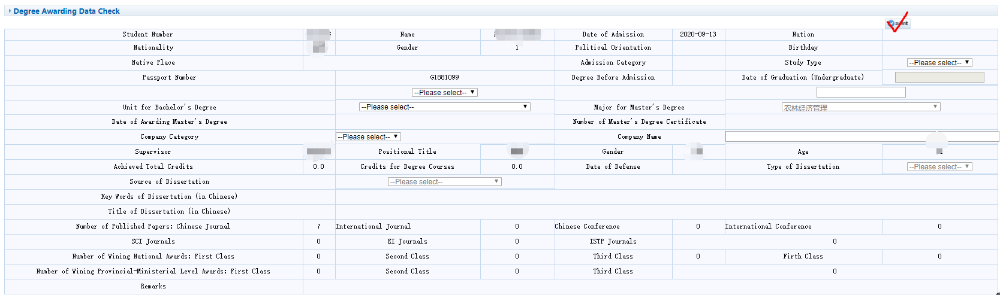 Degree Awarding Data Check
submit
Student Number Name Date of Admission 2020-09-13 Nation
Nationality Gender 1 Political Orientation Birthday
Native Place Admission Category Study Type --Please select--
Passport Number G1881099 Degree Before Admission Date of Graduation (Undergraduate)
--Please select--
Unit for Bachelor's Degree --Please select-- Major for Master's Degree 农林经济管理
Date of Awarding Master's Degree Number of Master's Degree Certificate
Company Category --Please select-- Company Name
Supervisor Positional Title Gender Age
Achieved Total Credits 0.0 Credits for Degree Courses 0.0 Date of Defense Type of Dissertation --Please select--
Source of Dissertation --Please select--
Key Words of Dissertation (in Chinese)
Title of Dissertation (in Chinese)
Number of Published Papers: Chinese Journal 7 International Journal 0 Chinese Conference 0 International Conference 0
SCI Journals 0 EI Journals 0 ISTP Journals 0
Number of Wining National Awards: First Class 0 Second Class 0 Third Class 0 Firth Class 0
Number of Wining Provincial-Ministerial Level Awards: First Class 0 Second Class 0 Third Class 0
Remarks